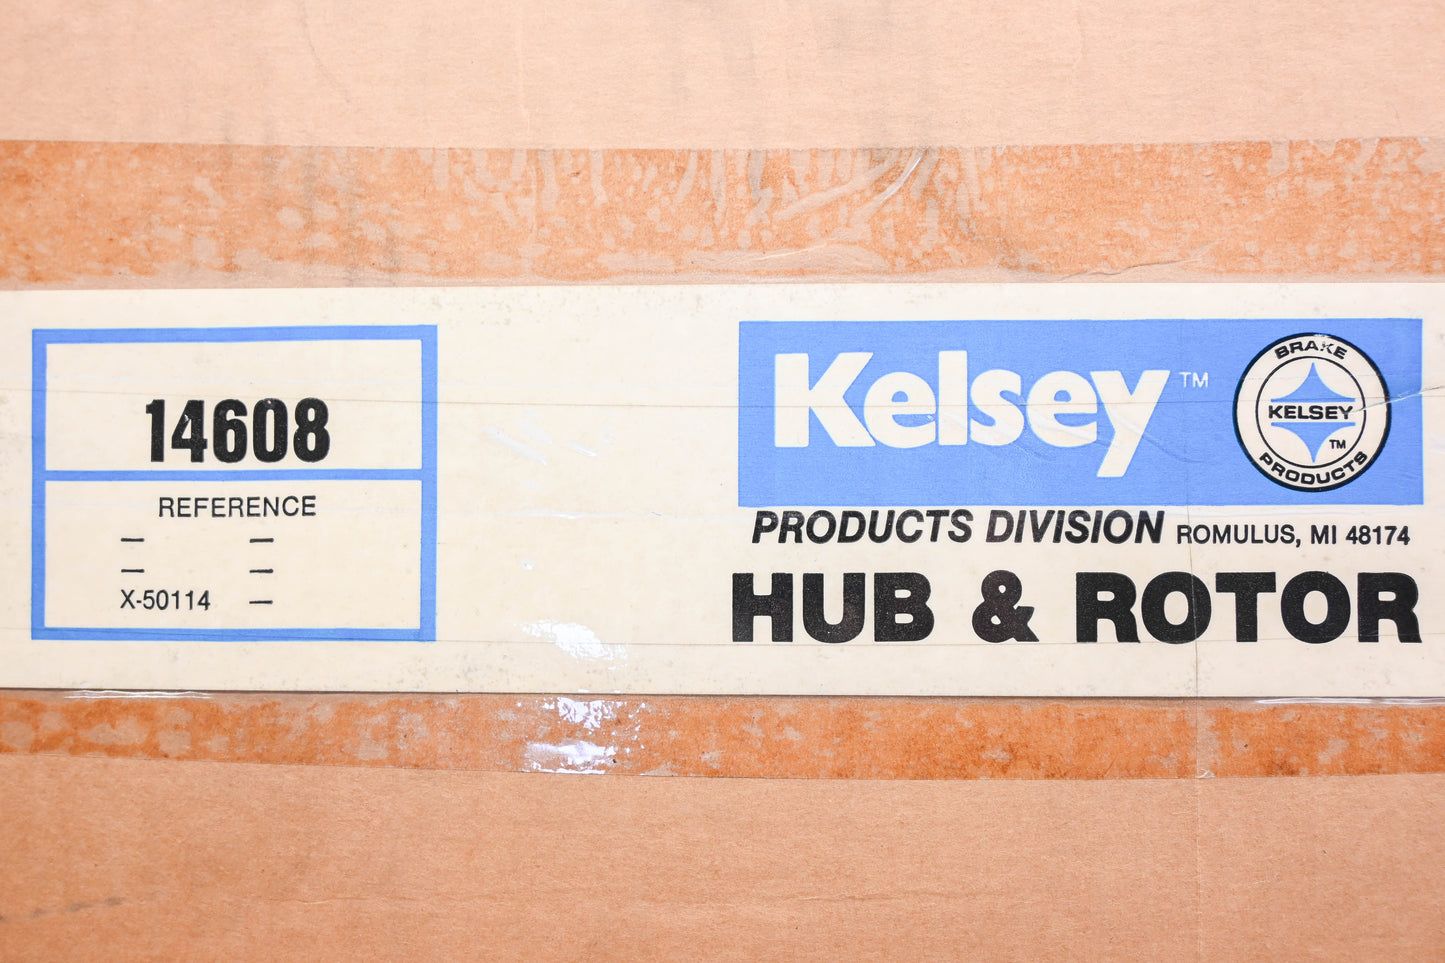 14608
REFERENCE
— —
— —
X-50114 —
Kelsey™
BRAKE
KELSEY
™
PRODUCTS
PRODUCTS DIVISION ROMULUS, MI 48174
HUB & ROTOR